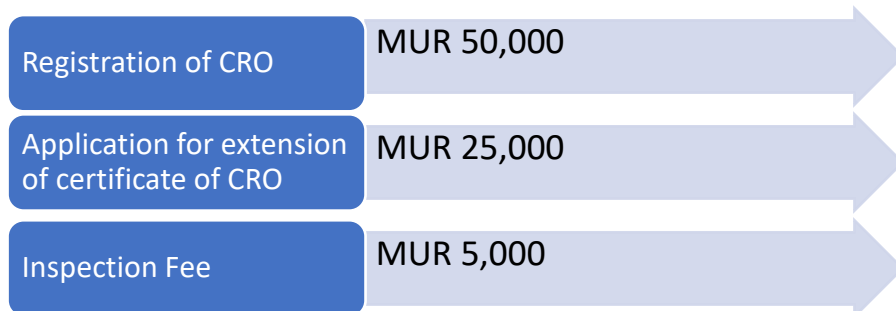 Registration of CRO
MUR 50,000
Application for extension
of certificate of CRO
MUR 25,000
Inspection Fee
MUR 5,000